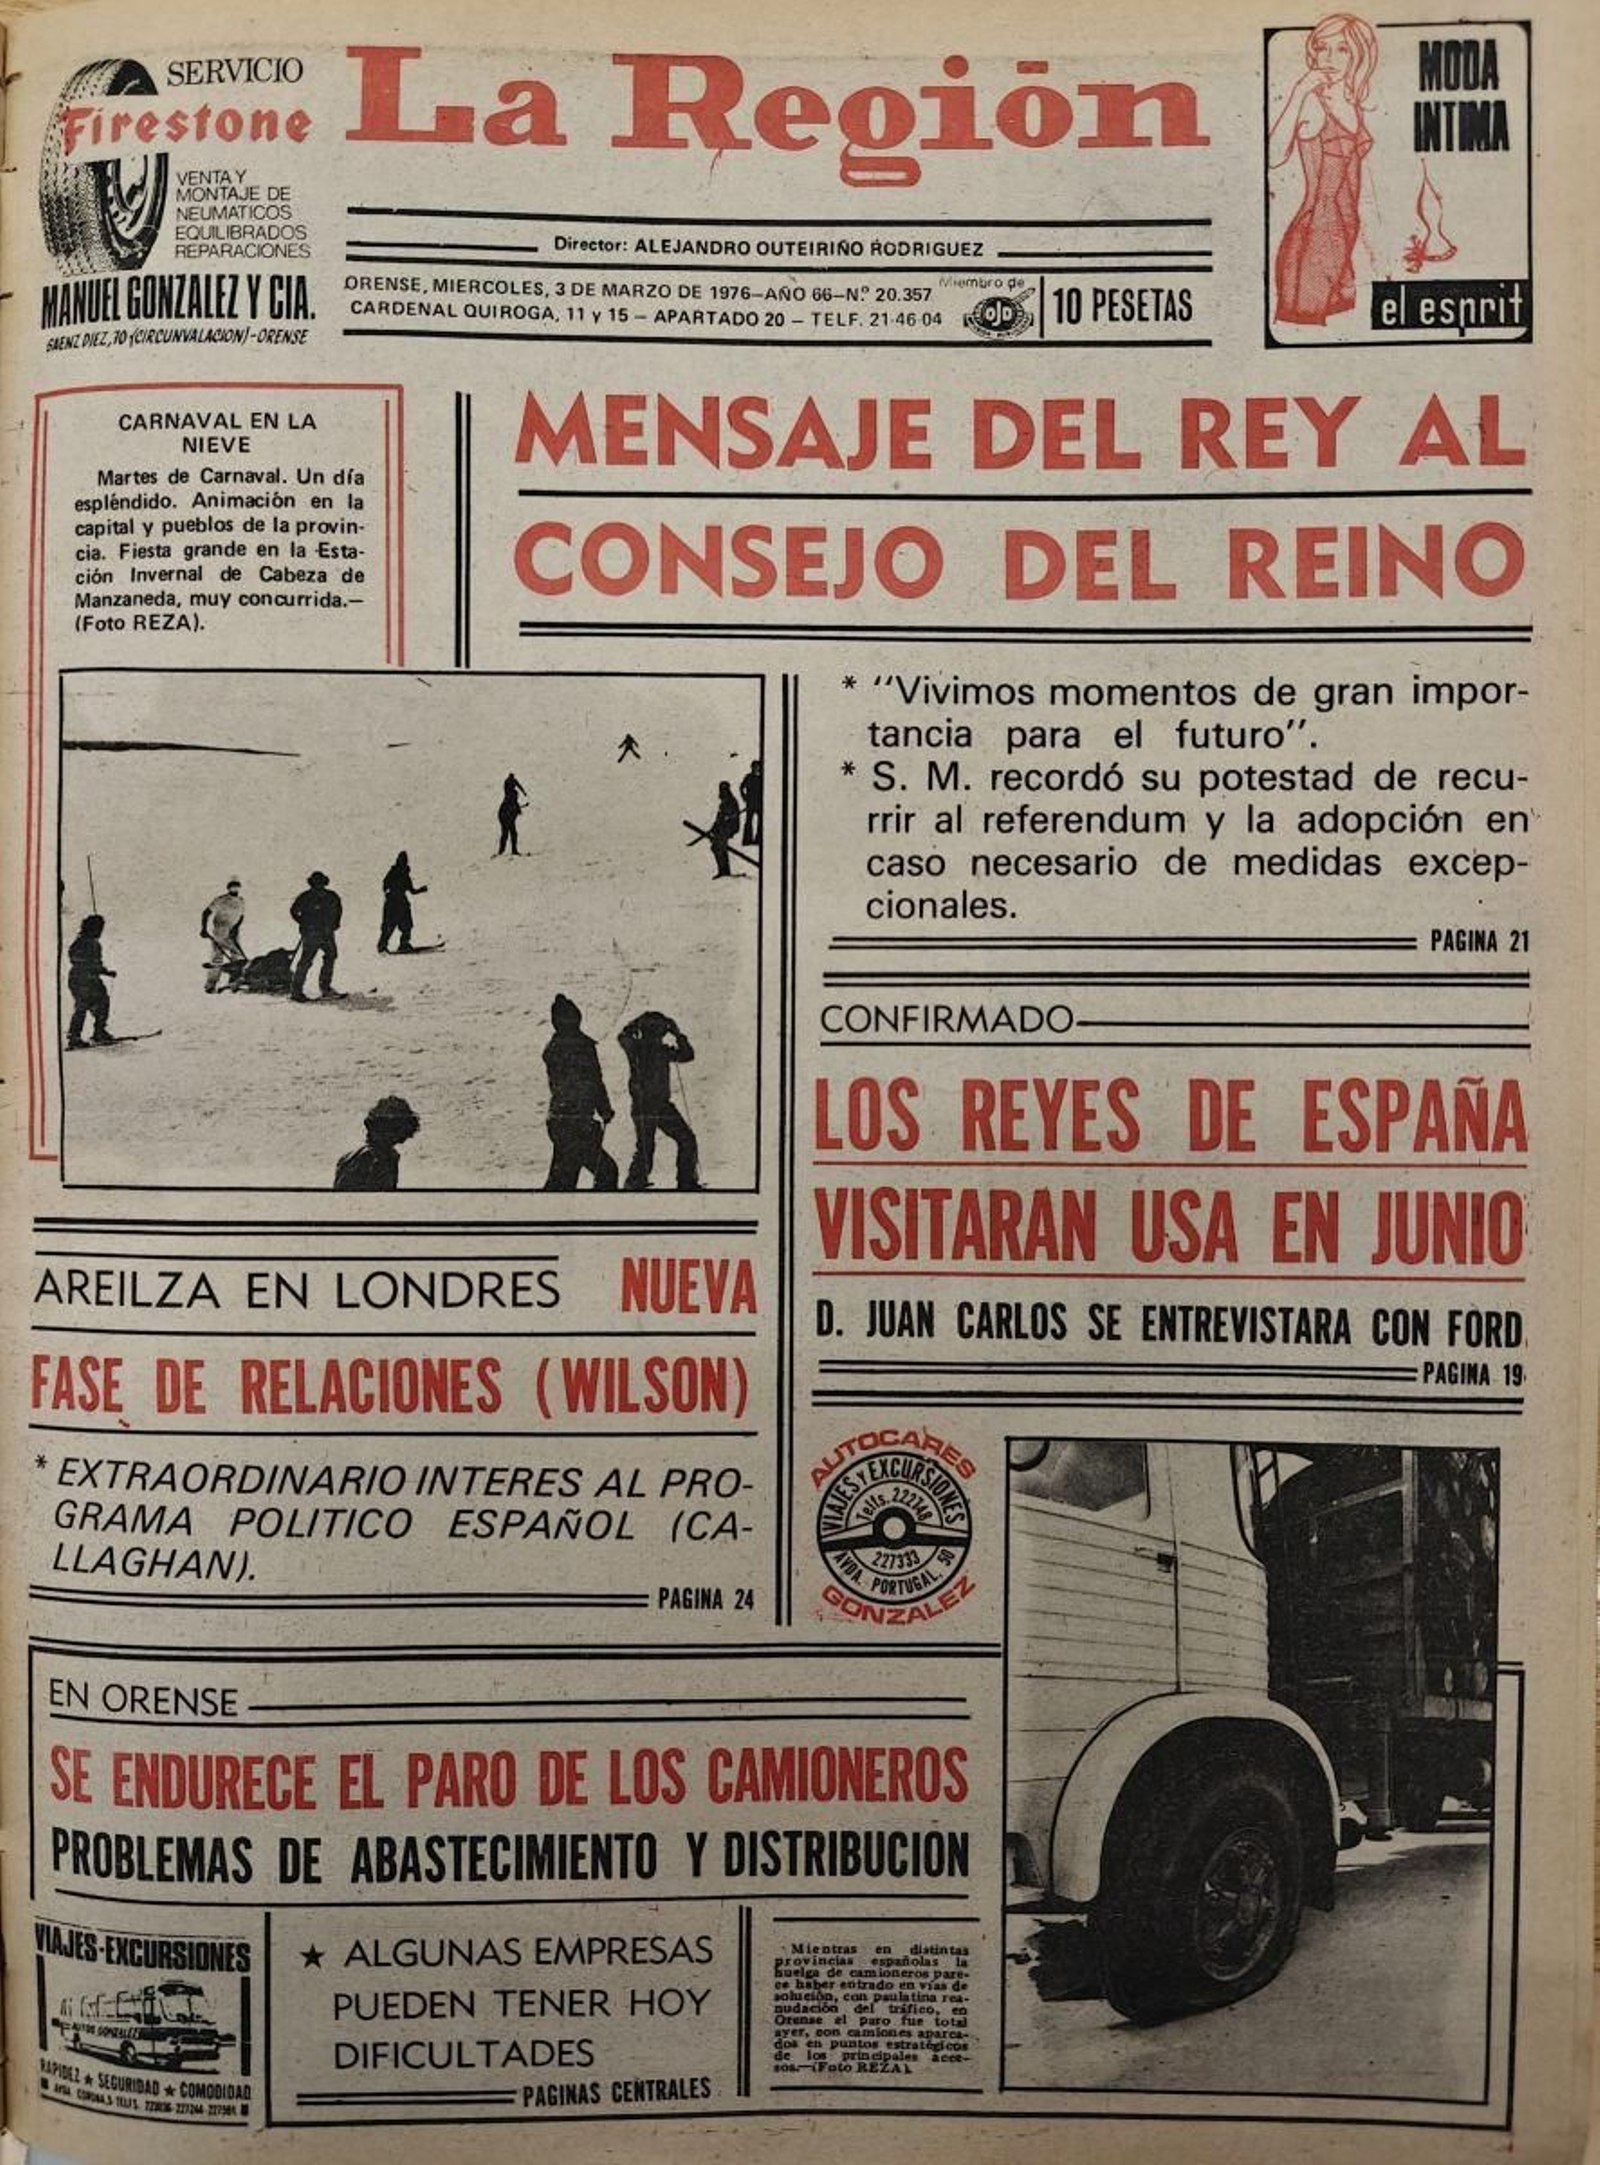 SERVICIO
Firestone
VENTA Y
MONTAJE DE
NEUMATICOS
EQUILIBRADOS
REPARACIONES
MANUEL GONZALEZ Y CIA.
SAENZ DIEZ, 70 (CIRCUNVALACION)-ORENSE
La Región
Director: ALEJANDRO OUTEIRIÑO RODRIGUEZ
ORENSE, MIERCOLES, 3 DE MARZO DE 1976-AÑO 66-N.º 20.357
CARDENAL QUIROGA, 11 y 15 - APARTADO 20 - TELF. 21-46-04
Miembro de
OJD
10 PESETAS
MODA
INTIMA
el esprit
CARNAVAL EN LA
NIEVE
Martes de Carnaval. Un día
espléndido. Animación en la
capital y pueblos de la provin-
cia. Fiesta grande en la Esta-
ción Invernal de Cabeza de
Manzaneda, muy concurrida.—
(Foto REZA).
MENSAJE DEL REY AL
CONSEJO DEL REINO
* "Vivimos momentos de gran impor-
tancia para el futuro".
* S. M. recordó su potestad de recu-
rrir al referendum y la adopción en
caso necesario de medidas excep-
cionales.
PAGINA 21
CONFIRMADO
LOS REYES DE ESPAÑA
VISITARAN USA EN JUNIO
D. JUAN CARLOS SE ENTREVISTARA CON FORD
PAGINA 19
AREILZA EN LONDRES NUEVA
FASE DE RELACIONES (WILSON)
* EXTRAORDINARIO INTERES AL PRO-
GRAMA POLITICO ESPAÑOL (CA-
LLAGHAN).
PAGINA 24
AUTOCARES
VIAJES Y EXCURSIONES
Telfs. 222748
227333
AVDA. PORTUGAL, 50
GONZALEZ
EN ORENSE
SE ENDURECE EL PARO DE LOS CAMIONEROS
PROBLEMAS DE ABASTECIMIENTO Y DISTRIBUCION
VIAJES-EXCURSIONES
AUTOS GONZALEZ
RAPIDEZ ★ SEGURIDAD ★ COMODIDAD
★ ALGUNAS EMPRESAS
PUEDEN TENER HOY
DIFICULTADES
PAGINAS CENTRALES
Mientras en distintas
provincias españolas la
huelga de camioneros pare-
ce haber entrado en vías de
solución, con paulatina rea-
nudación del tráfico, en
Orense el paro fue total
ayer, con camiones aparca-
dos en puntos estratégicos
de los principales acce-
sos.—(Foto REZA).